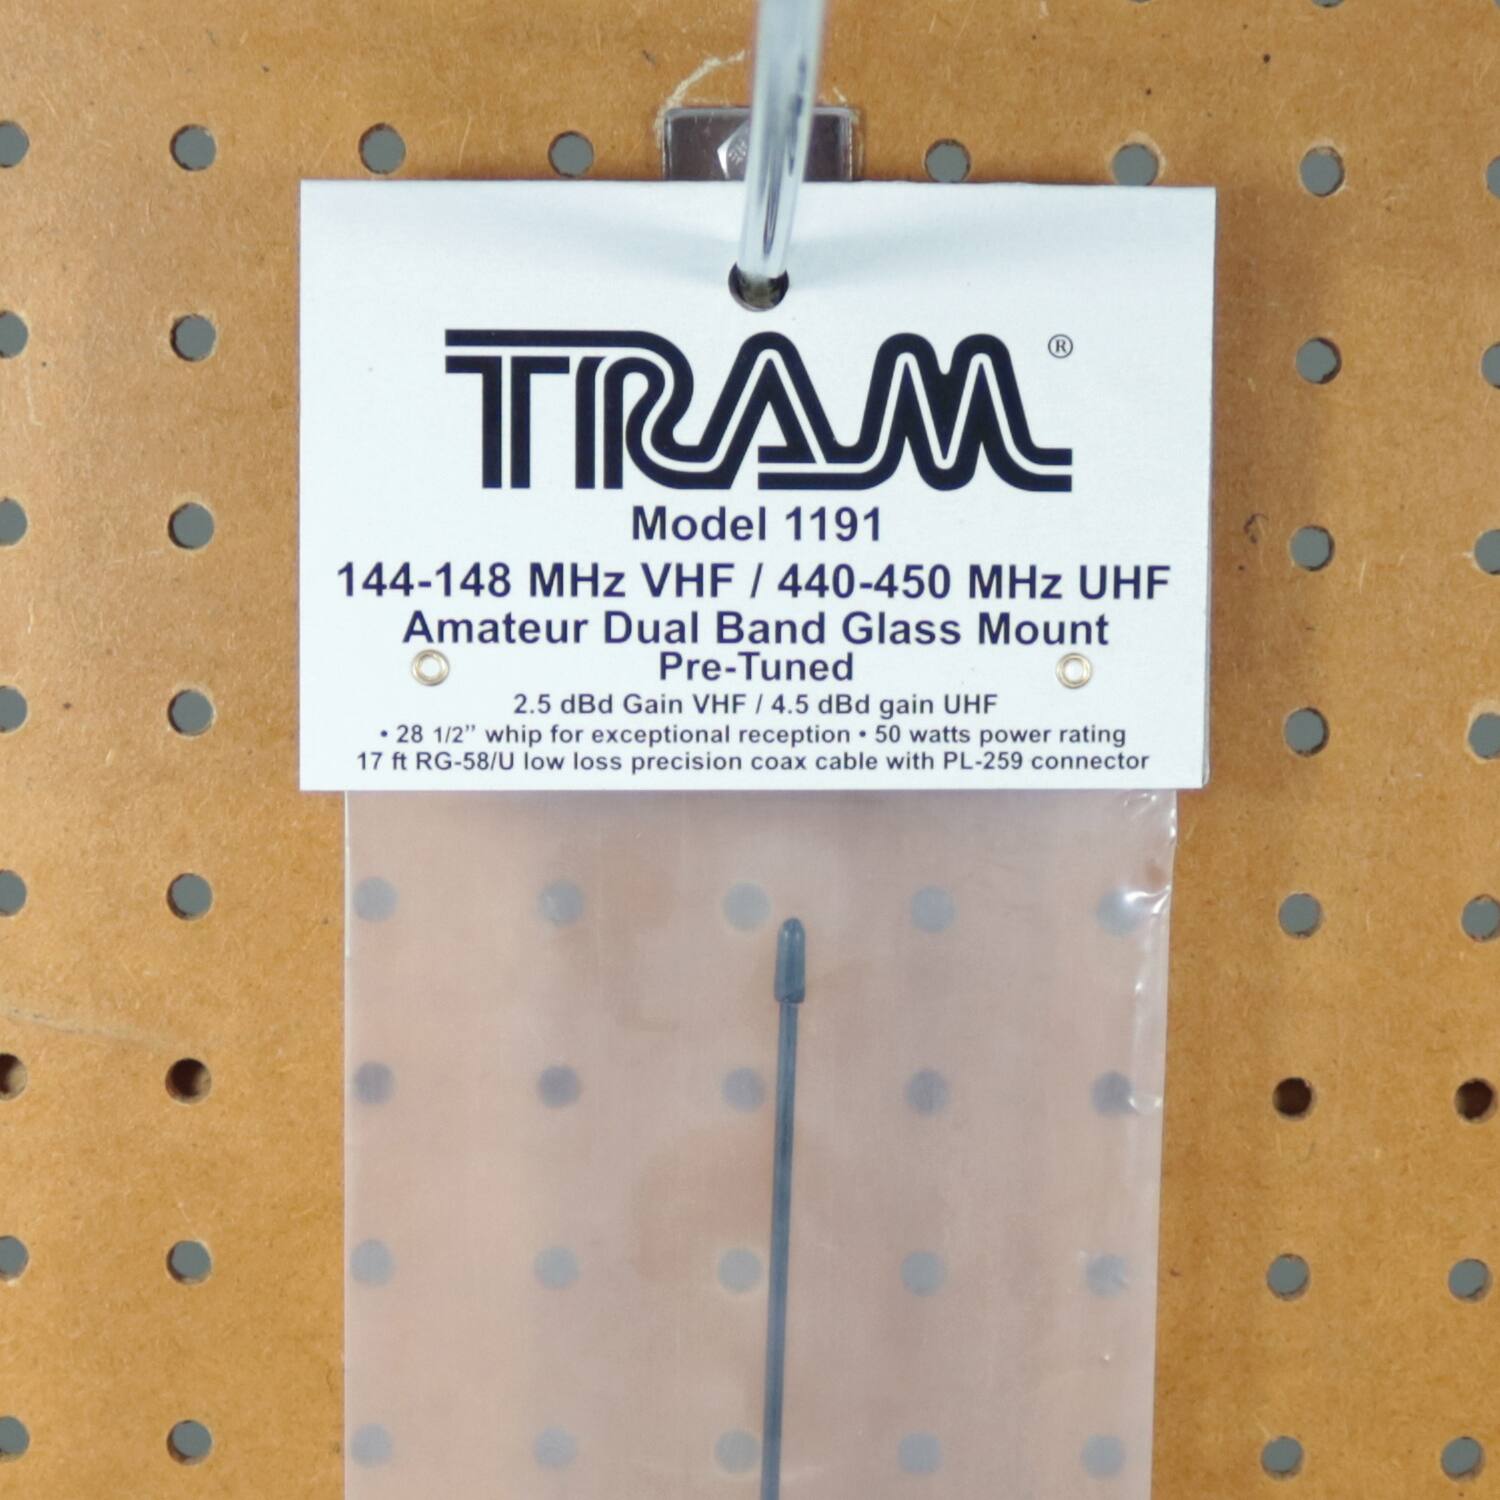 TRAM®
Model 1191
144-148 MHz VHF / 440-450 MHz UHF
Amateur Dual Band Glass Mount
Pre-Tuned
2.5 dBd Gain VHF / 4.5 dBd gain UHF
• 28 1/2” whip for exceptional reception • 50 watts power rating
17 ft RG-58/U low loss precision coax cable with PL-259 connector